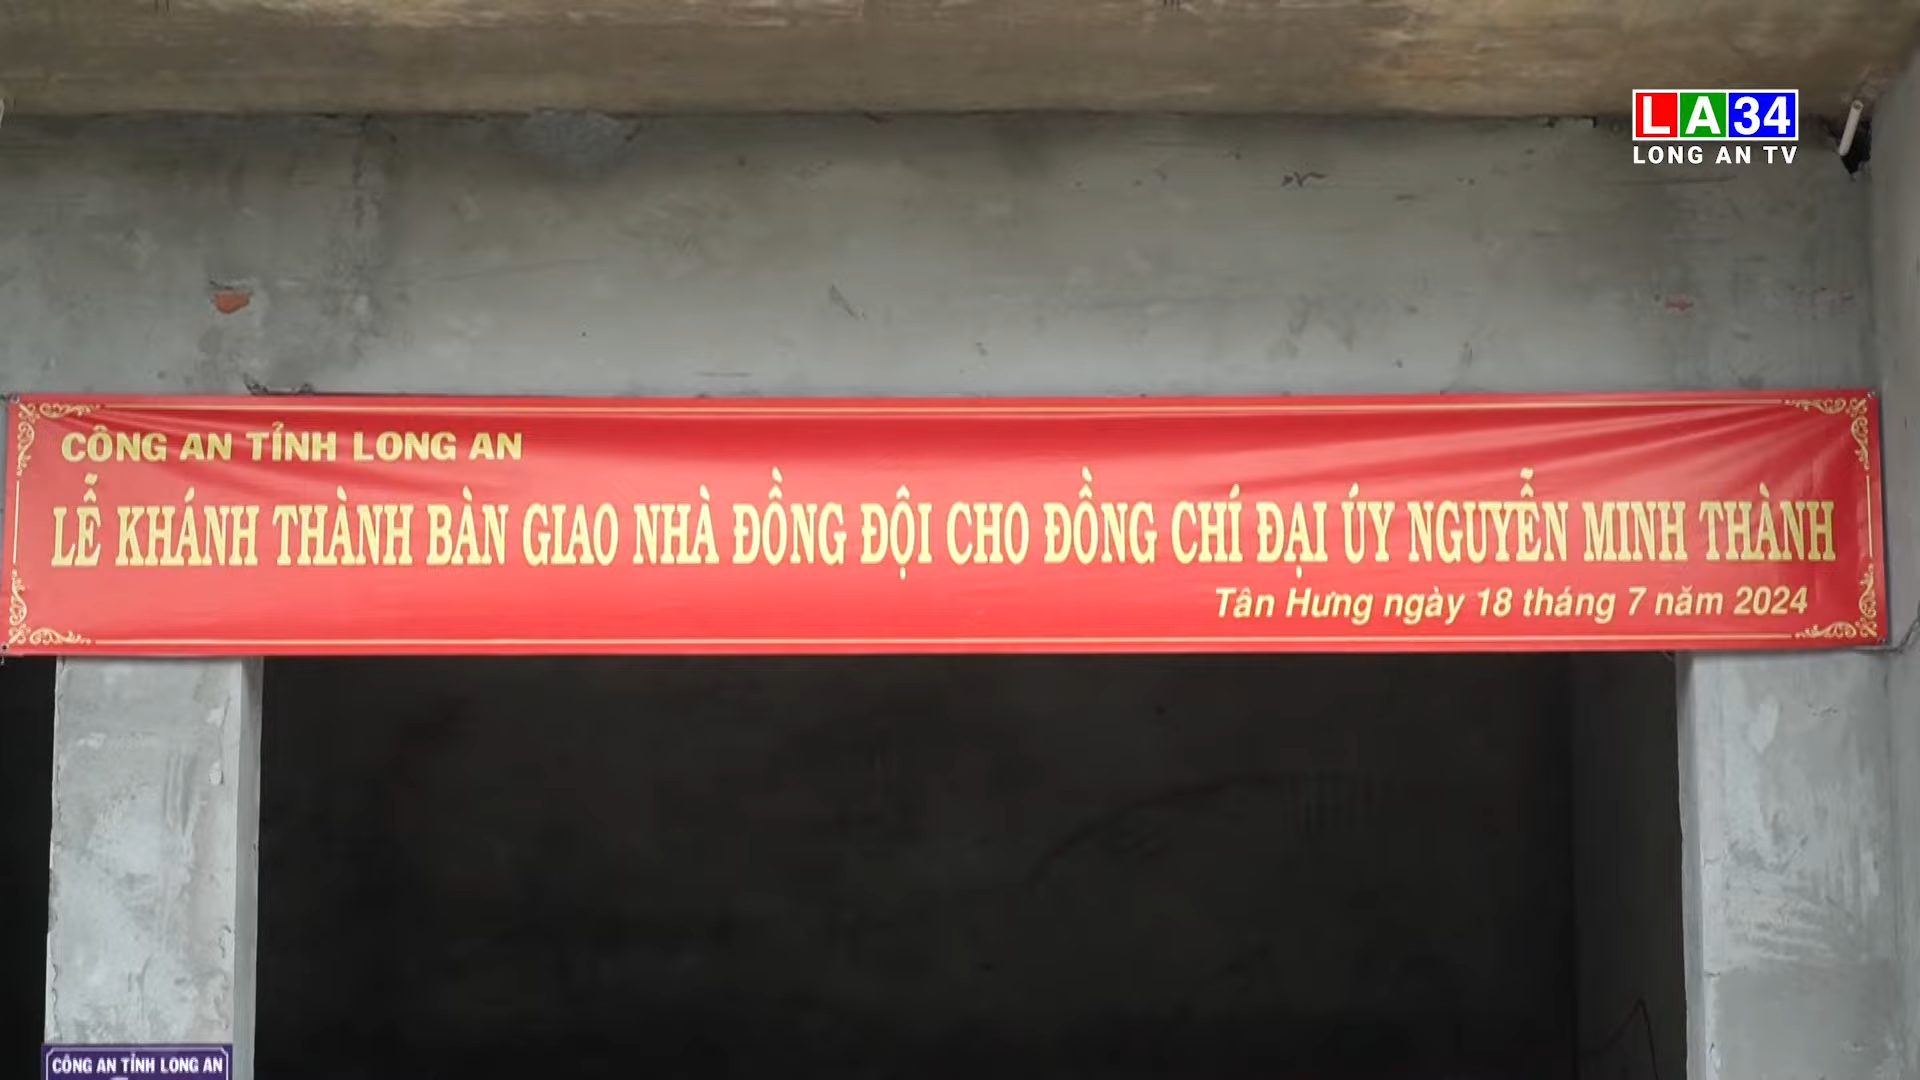 LA34
LONG AN TV
CÔNG AN TỈNH LONG AN
LỄ KHÁNH THÀNH BÀN GIAO NHÀ ĐỒNG ĐỘI CHO ĐỒNG CHÍ ĐẠI ÚY NGUYỄN MINH THÀNH
Tân Hưng ngày 18 tháng 7 năm 2024
CÔNG AN TỈNH LONG AN